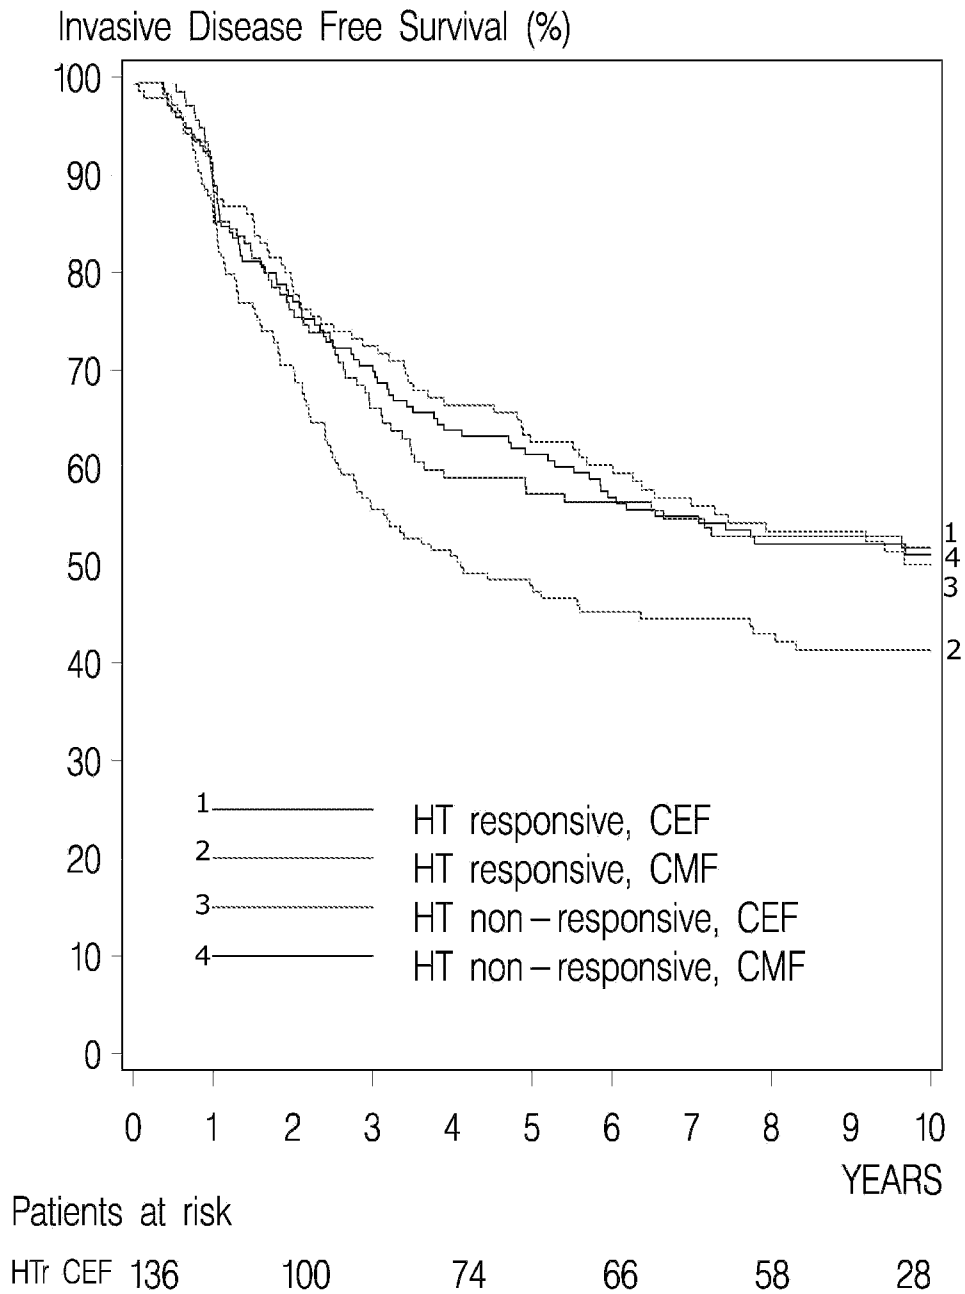 Invasive Disease Free Survival (%)
100
90
80
70
60
50
40
30
20
10
0
1
4
3
2
1 HT responsive, CEF
2 HT responsive, CMF
3 HT non-responsive, CEF
4 HT non-responsive, CMF
0 1 2 3 4 5 6 7 8 9 10
YEARS
Patients at risk
HTr CEF 136 100 74 66 58 28